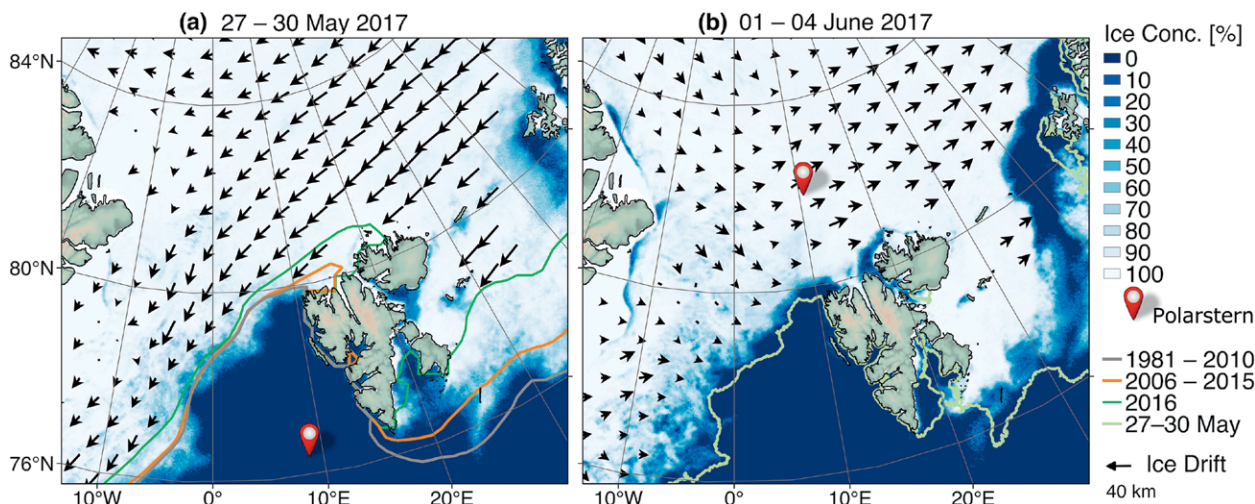 (a) 27 – 30 May 2017
(b) 01 – 04 June 2017
84°N
80°N
76°N
10°W
0°
10°E
20°E
10°W
0°
10°E
20°E
Ice Conc. [%]
0
10
20
30
40
50
60
70
80
90
100
Polarstern
1981 – 2010
2006 – 2015
2016
27–30 May
Ice Drift
40 km